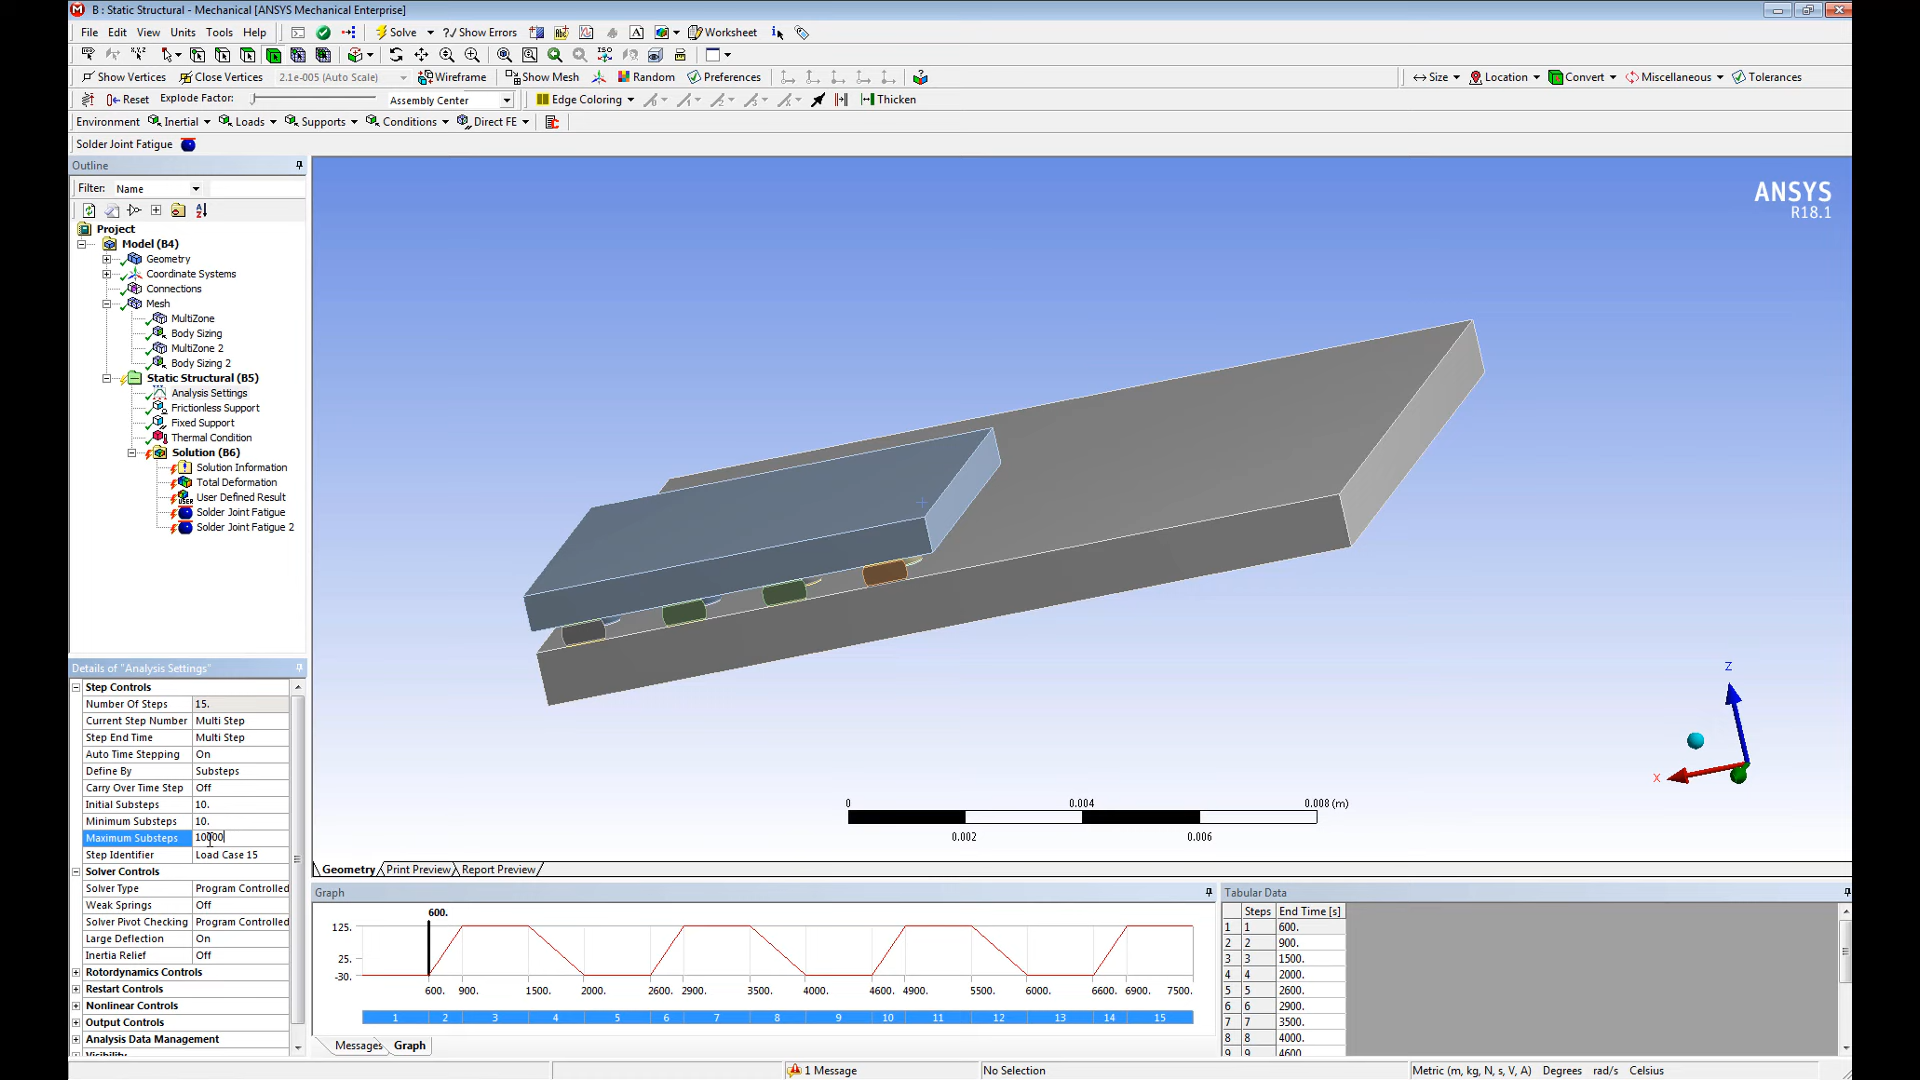 B : Static Structural - Mechanical [ANSYS Mechanical Enterprise]
File Edit View Units Tools Help Solve ?/Show Errors Worksheet
Show Vertices Close Vertices 2.1e-005 (Auto Scale) Wireframe Show Mesh Random Preferences Size Location Convert Miscellaneous Tolerances
Reset Explode Factor: Assembly Center Edge Coloring Thicken
Environment Inertial Loads Supports Conditions Direct FE
Solder Joint Fatigue
Outline
Filter: Name
Project
Model (B4)
Geometry
Coordinate Systems
Connections
Mesh
MultiZone
Body Sizing
MultiZone 2
Body Sizing 2
Static Structural (B5)
Analysis Settings
Frictionless Support
Fixed Support
Thermal Condition
Solution (B6)
Solution Information
Total Deformation
User Defined Result
Solder Joint Fatigue
Solder Joint Fatigue 2
ANSYS
R18.1
Z
X
0 0.004 0.008 (m)
0.002 0.006
Geometry Print Preview Report Preview
Details of "Analysis Settings"
Step Controls
Number Of Steps 15.
Current Step Number Multi Step
Step End Time Multi Step
Auto Time Stepping On
Define By Substeps
Carry Over Time Step Off
Initial Substeps 10.
Minimum Substeps 10.
Maximum Substeps 10000
Step Identifier Load Case 15
Solver Controls
Solver Type Program Controlled
Weak Springs Off
Solver Pivot Checking Program Controlled
Large Deflection On
Inertia Relief Off
Rotordynamics Controls
Restart Controls
Nonlinear Controls
Output Controls
Analysis Data Management
Visibility
Graph
600.
125.
25.
-30.
600. 900. 1500. 2000. 2600. 2900. 3500. 4000. 4600. 4900. 5500. 6000. 6600. 6900. 7500.
1 2 3 4 5 6 7 8 9 10 11 12 13 14 15
Messages Graph
Tabular Data
Steps End Time [s]
1 1 600.
2 2 900.
3 3 1500.
4 4 2000.
5 5 2600.
6 6 2900.
7 7 3500.
8 8 4000.
9 9 4600.
1 Message No Selection Metric (m, kg, N, s, V, A) Degrees rad/s Celsius